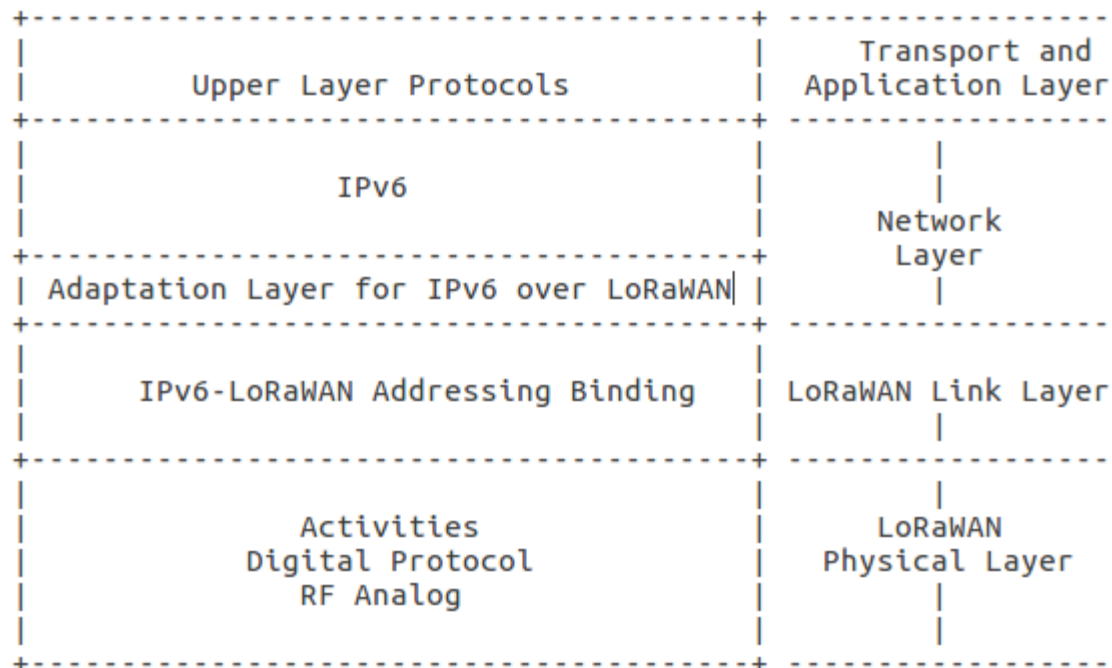 Transport and
Upper Layer Protocols Application Layer
IPv6
Network
Layer
Adaptation Layer for IPv6 over LoRaWAN
IPv6-LoRaWAN Addressing Binding LoRaWAN Link Layer
Activities LoRaWAN
Digital Protocol Physical Layer
RF Analog